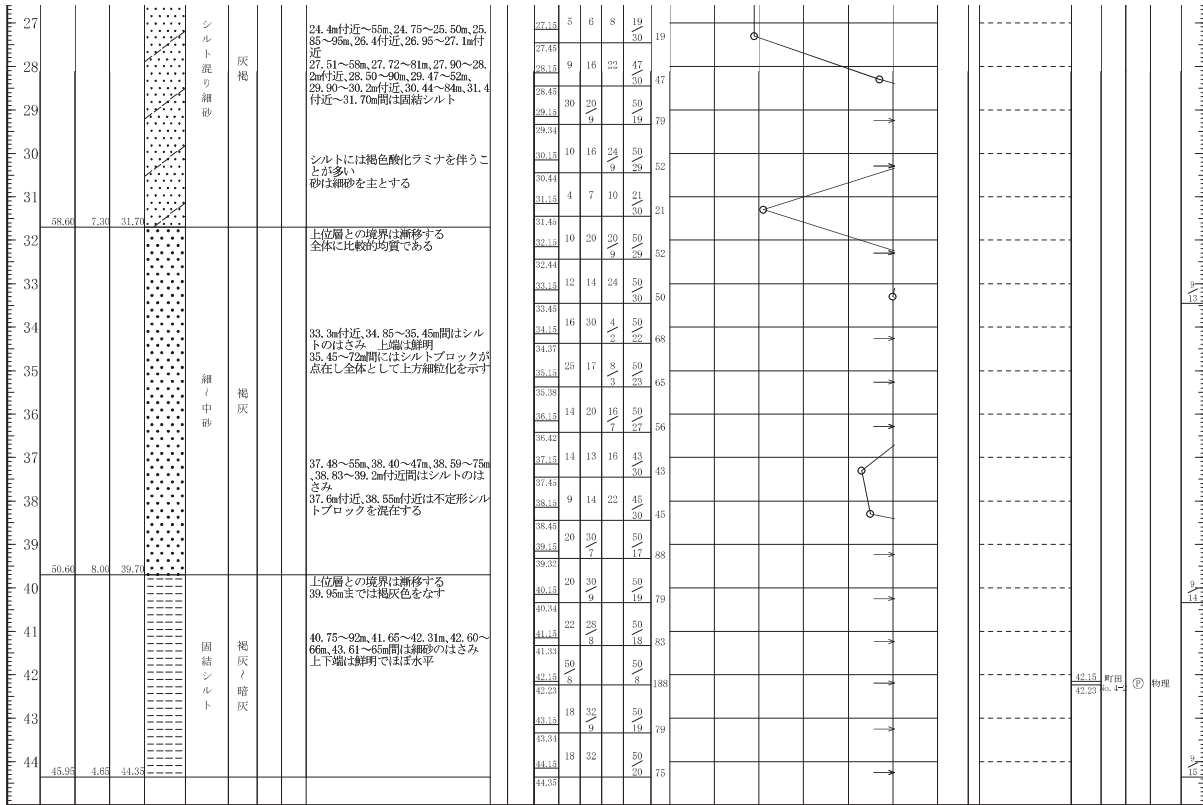 27
28
29
30
31
32
33
34
35
36
37
38
39
40
41
42
43
44
58.60 7.30 31.70
50.60 8.00 39.70
45.95 4.65 44.35
シルト混り細砂
細~中砂
固結シルト
灰褐
褐灰
褐灰~暗灰
24.4m付近~55m、24.75~25.50m、25.
85~95m、26.4付近、26.95~27.1m付
近
27.51~58m、27.72~81m、27.90~28.
2m付近、28.50~90m、29.47~52m、
29.90~30.2m付近、30.44~84m、31.4
付近~31.70m間は固結シルト
シルトには褐色酸化ラミナを伴うこ
とが多い
砂は細砂を主とする
上位層との境界は漸移する
全体に比較的均質である
33.3m付近、34.85~35.45m間はシル
トのはさみ 上端は鮮明
35.45~72m間にはシルトブロックが
点在し全体として上方細粒化を示す
37.48~55m、38.40~47m、38.59~75m
、38.83~39.2m付近間はシルトのは
さみ
37.6m付近、38.55m付近は不定形シル
トブロックを混在する
上位層との境界は漸移する
39.95mまでは褐灰色をなす
40.75~92m、41.65~42.31m、42.60~
66m、43.61~65m間は細砂のはさみ
上下端は鮮明でほぼ水平
27.15 5 6 8 19/30 19
27.45
28.15 9 16 22 47/30 47
28.45
29.15 30 20/9 50/19 79
29.34
30.15 10 16 24/9 50/29 52
30.44
31.15 4 7 10 21/30 21
31.45
32.15 10 20 20/9 50/29 52
32.44
33.15 12 14 24 50/30 50
33.45
34.15 16 30 4/2 50/22 68
34.37
35.15 25 17 8/3 50/23 65
35.38
36.15 14 20 16/7 50/27 56
36.42
37.15 14 13 16 43/30 43
37.45
38.15 9 14 22 45/30 45
38.45
39.15 20 30/7 50/17 88
39.32
40.15 20 30/9 50/19 79
40.34
41.15 22 28/8 50/18 83
41.33
42.15 50/8 50/8 188
42.23
43.15 18 32/9 50/19 79
43.34
44.15 18 32 50/20 75
44.35
42.15
42.23
町田
No.4-2
P
物理
9/13
9/14
9/15